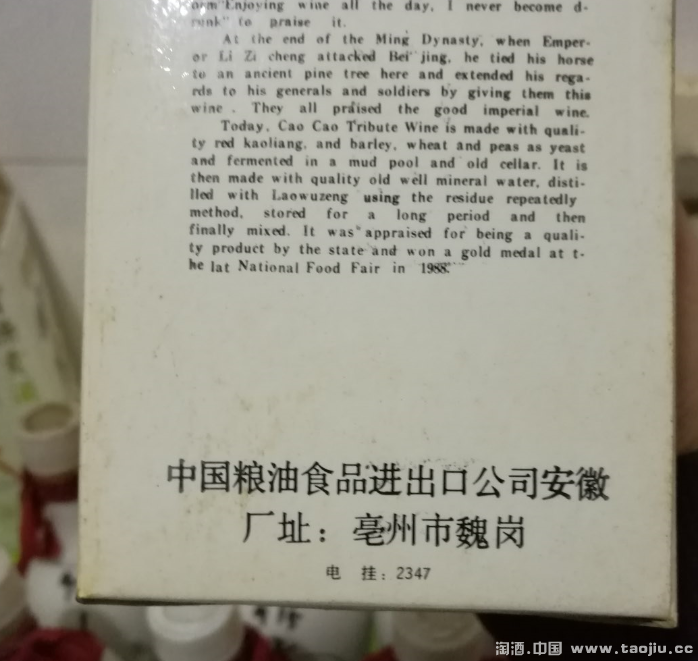 oem "Enjoying wine all the day, I never become d-
runk" to praise it.
At the end of the Ming Dynasty, when Emper-
or Li Zi cheng attacked Bei jing, he tied his horse
to an ancient pine tree here and extended his rega-
rds to his generals and soldiers by giving them this
wine. They all praised the good imperial wine.
Today, Cao Cao Tribute Wine is made with quali-
ty red kaoliang, and barley, wheat and peas as yeast
and fermented in a mud pool and old cellar. It is
then made with quality old well mineral water, disti-
lled with Laowuzeng using the residue repeatedly
method, stored for a long period and then
finally mixed. It was appraised for being a quali-
ty product by the state and won a gold medal at t-
he lat National Food Fair in 1988.
中国粮油食品进出口公司安徽
厂址：亳州市魏岗
电 挂：2347
淘酒.中国 www.taojiu.cc